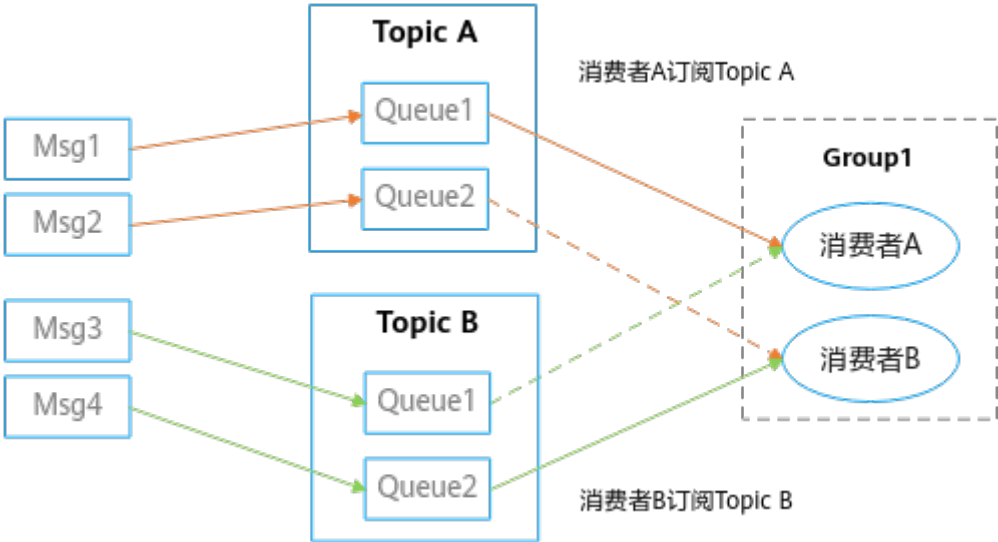 Topic A
Queue1
Queue2
Msg1
Msg2
消费者A订阅Topic A
Group1
消费者A
消费者B
Msg3
Msg4
Topic B
Queue1
Queue2
消费者B订阅Topic B